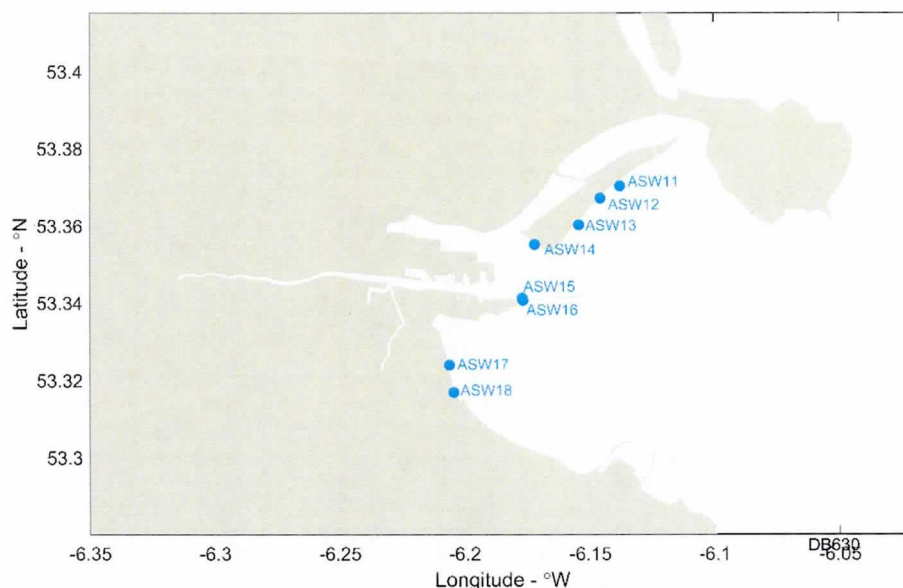 53.4
53.38
53.36
53.34
53.32
53.3
Latitude - °N
ASW11
ASW12
ASW13
ASW14
ASW15
ASW16
ASW17
ASW18
-6.35
-6.3
-6.25
-6.2
-6.15
-6.1
-6.05
DB630
Longitude - °W